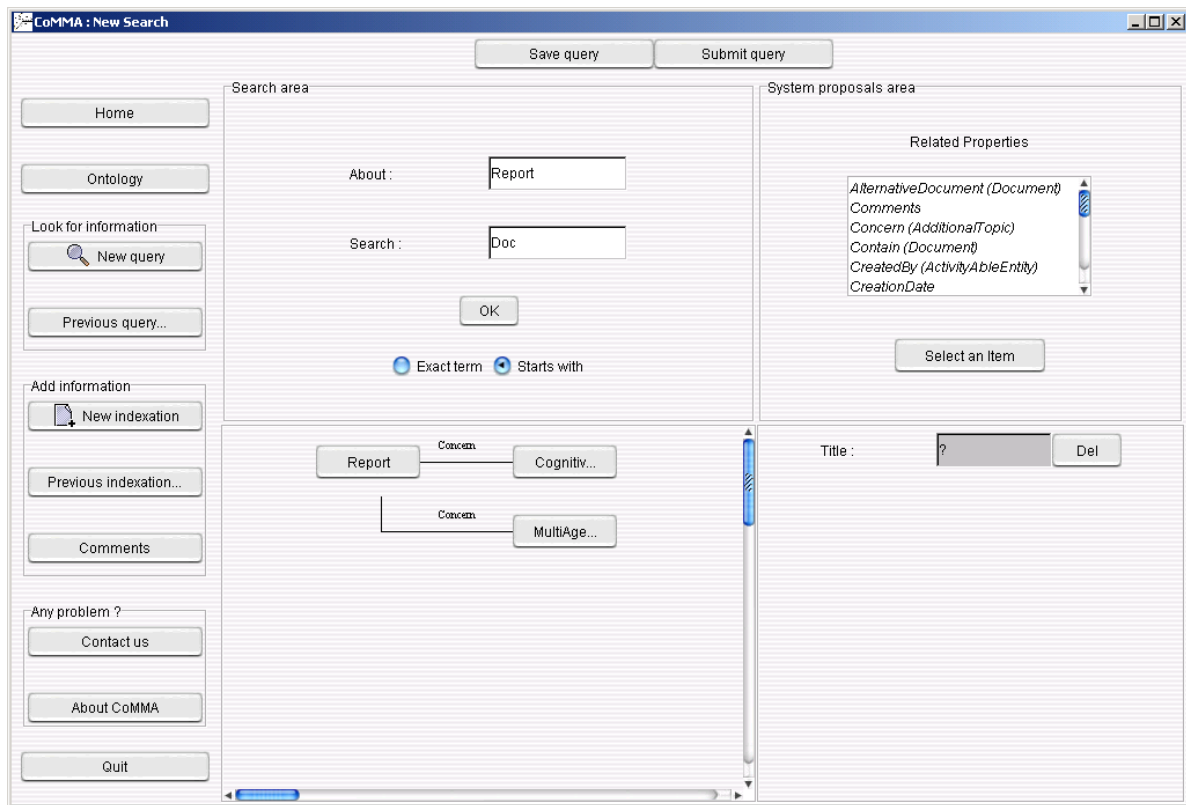 CoMMA : New Search
Save query
Submit query
Home
Ontology
Look for information
New query
Previous query...
Add information
New indexation
Previous indexation...
Comments
Any problem ?
Contact us
About CoMMA
Quit
Search area
About :
Report
Search :
Doc
OK
Exact term
Starts with
System proposals area
Related Properties
AlternativeDocument (Document)
Comments
Concern (AdditionalTopic)
Contain (Document)
CreatedBy (ActivityAbleEntity)
CreationDate
Select an Item
Report
Concern
Cognitiv...
Concern
MultiAge...
Title :
?
Del